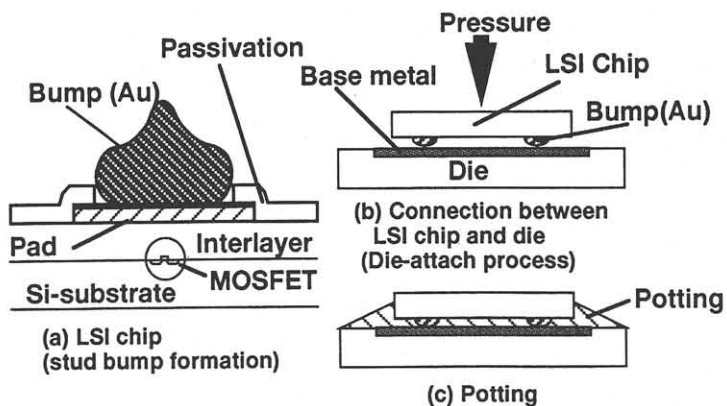 Passivation
Bump (Au)
Pad
Interlayer
MOSFET
Si-substrate
(a) LSI chip
(stud bump formation)
Pressure
Base metal
LSI Chip
Bump(Au)
Die
(b) Connection between
LSI chip and die
(Die-attach process)
Potting
(c) Potting